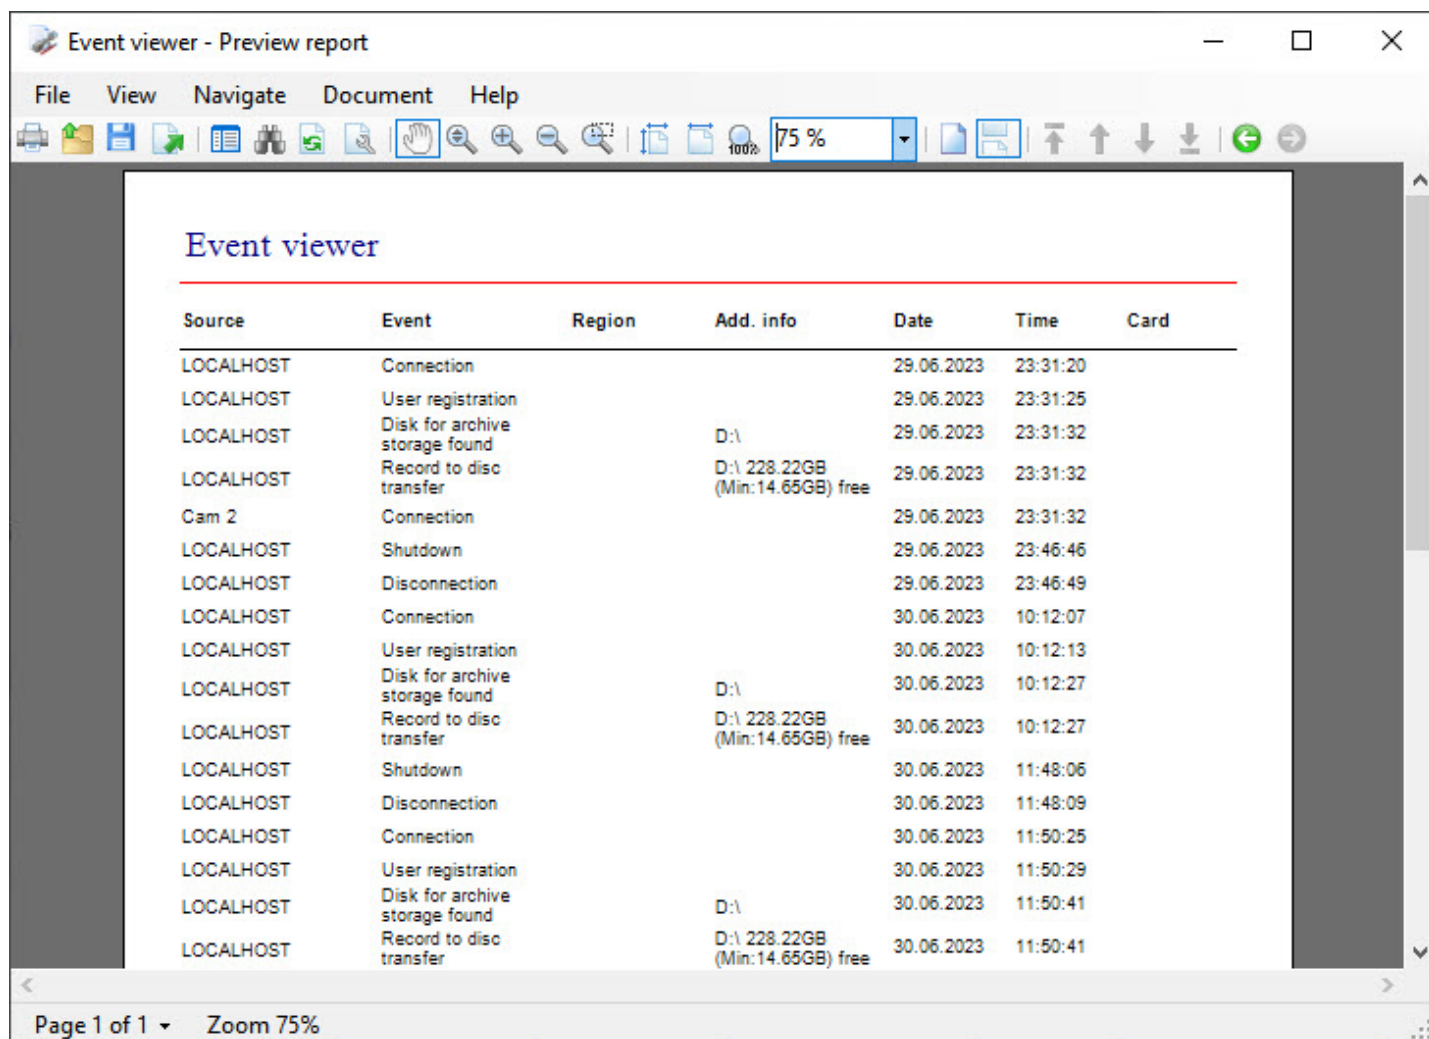 Event viewer - Preview report
File View Navigate Document Help
100% 75 %
Event viewer
Source Event Region Add. info Date Time Card
LOCALHOST Connection 29.06.2023 23:31:20
LOCALHOST User registration 29.06.2023 23:31:25
LOCALHOST Disk for archive storage found D:\ 29.06.2023 23:31:32
LOCALHOST Record to disc transfer D:\ 228.22GB (Min:14.65GB) free 29.06.2023 23:31:32
Cam 2 Connection 29.06.2023 23:31:32
LOCALHOST Shutdown 29.06.2023 23:46:46
LOCALHOST Disconnection 29.06.2023 23:46:49
LOCALHOST Connection 30.06.2023 10:12:07
LOCALHOST User registration 30.06.2023 10:12:13
LOCALHOST Disk for archive storage found D:\ 30.06.2023 10:12:27
LOCALHOST Record to disc transfer D:\ 228.22GB (Min:14.65GB) free 30.06.2023 10:12:27
LOCALHOST Shutdown 30.06.2023 11:48:06
LOCALHOST Disconnection 30.06.2023 11:48:09
LOCALHOST Connection 30.06.2023 11:50:25
LOCALHOST User registration 30.06.2023 11:50:29
LOCALHOST Disk for archive storage found D:\ 30.06.2023 11:50:41
LOCALHOST Record to disc transfer D:\ 228.22GB (Min:14.65GB) free 30.06.2023 11:50:41
Page 1 of 1 Zoom 75%